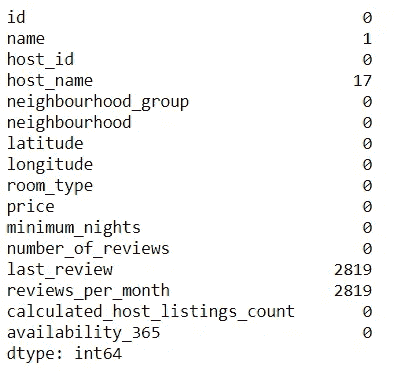 id 0
name 1
host_id 0
host_name 17
neighbourhood_group 0
neighbourhood 0
latitude 0
longitude 0
room_type 0
price 0
minimum_nights 0
number_of_reviews 0
last_review 2819
reviews_per_month 2819
calculated_host_listings_count 0
availability_365 0
dtype: int64